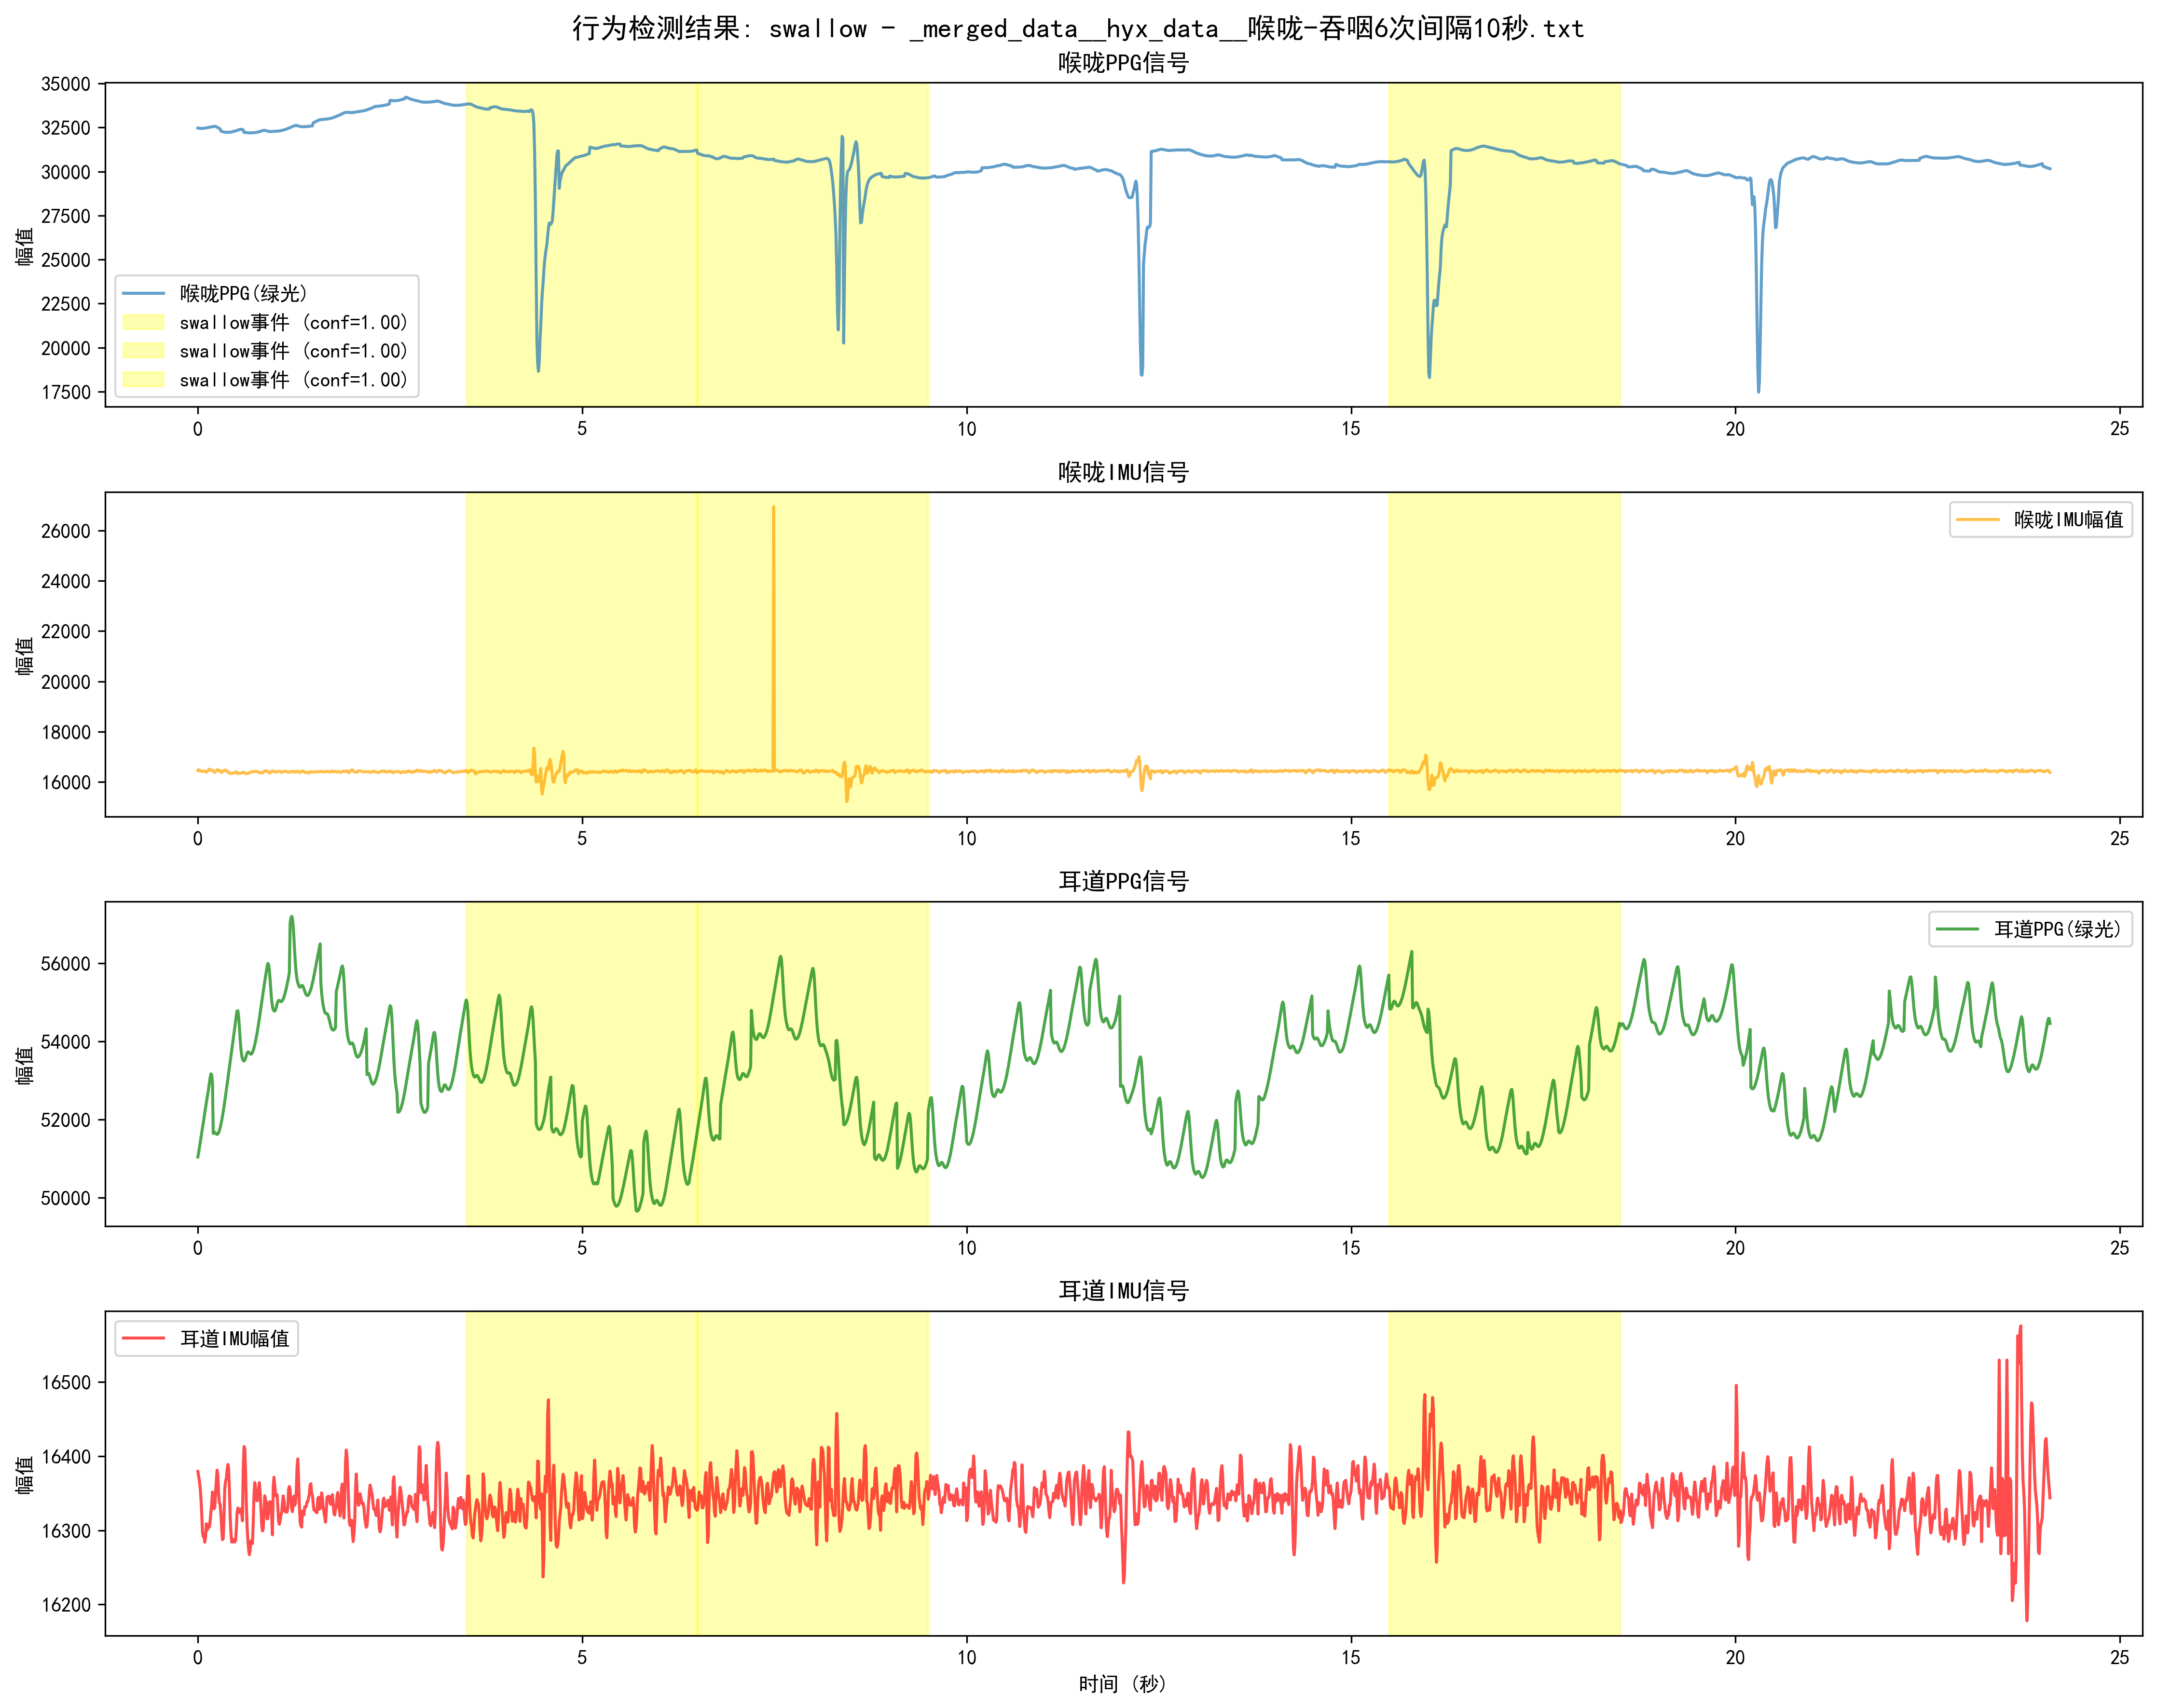 行为检测结果: swallow - _merged_data__hyx_data__喉咙-吞咽6次间隔10秒.txt
喉咙PPG信号
35000
32500
30000
27500
25000
22500
20000
17500
幅值
喉咙PPG(绿光)
swallow事件 (conf=1.00)
swallow事件 (conf=1.00)
swallow事件 (conf=1.00)
0 5 10 15 20 25
喉咙IMU信号
26000
24000
22000
20000
18000
16000
幅值
喉咙IMU幅值
0 5 10 15 20 25
耳道PPG信号
56000
54000
52000
50000
幅值
耳道PPG(绿光)
0 5 10 15 20 25
耳道IMU信号
16500
16400
16300
16200
幅值
耳道IMU幅值
0 5 10 15 20 25
时间 (秒)